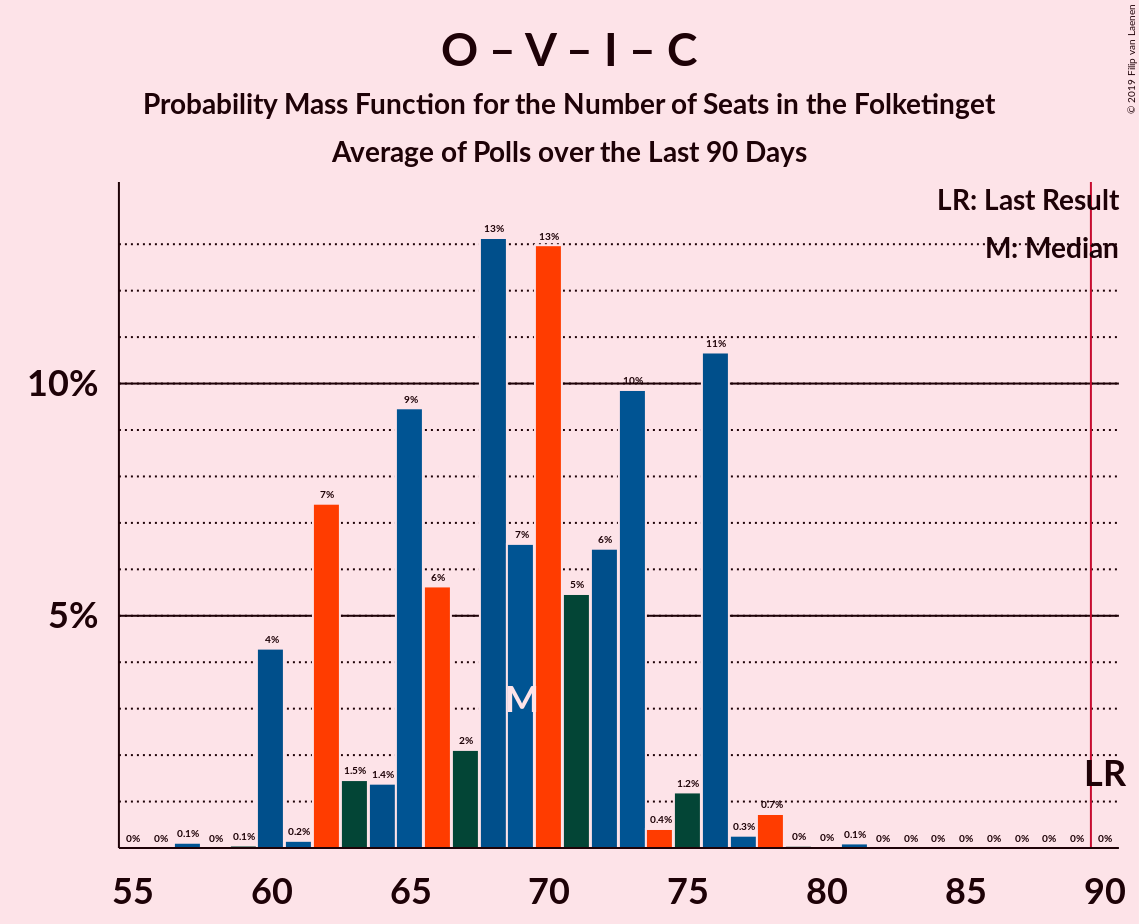 O – V – I – C
Probability Mass Function for the Number of Seats in the Folketinget
Average of Polls over the Last 90 Days
© 2019 Filip van Laenen
LR: Last Result
M: Median
10%
5%
0% 0% 0.1% 0% 0.1% 4% 0.2% 7% 1.5% 1.4% 9% 6% 2% 13% 7% 13% 5% 6% 10% 0.4% 1.2% 11% 0.3% 0.7% 0% 0% 0.1% 0% 0% 0% 0% 0% 0% 0% 0% 0%
M
LR
55 60 65 70 75 80 85 90